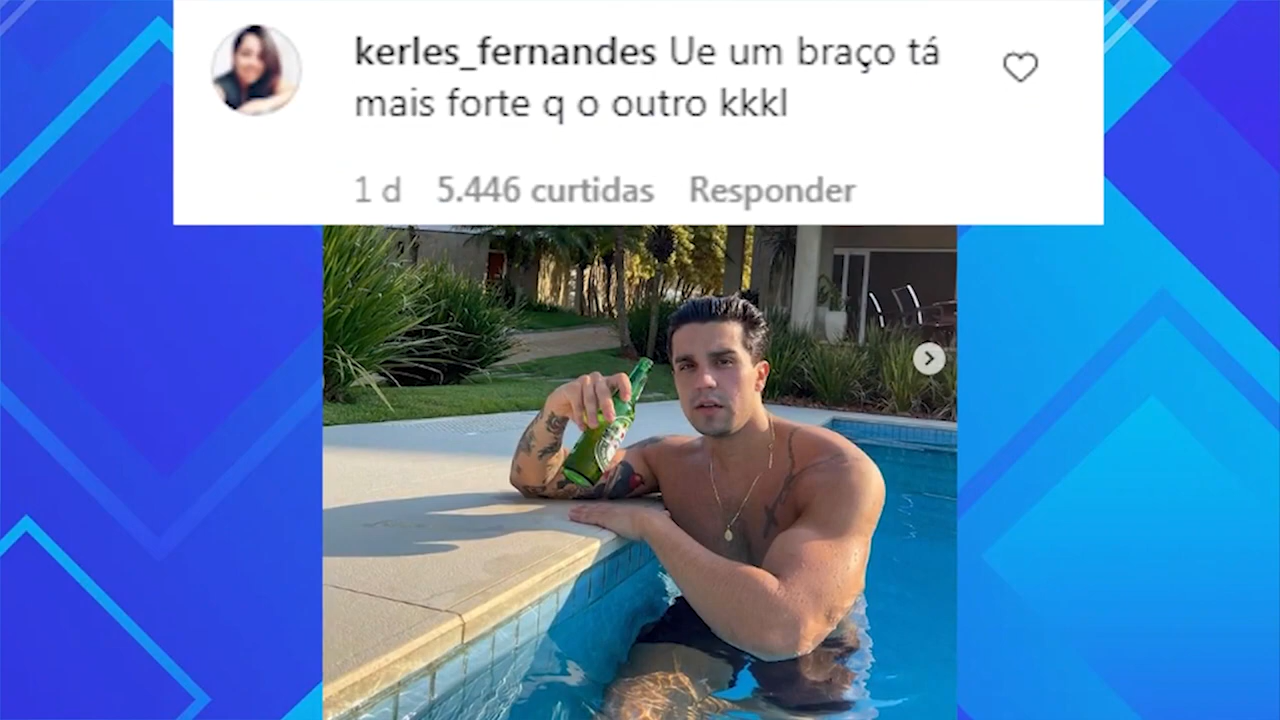 kerles_fernandes Ue um braço tá
mais forte q o outro kkkl
1 d 5.446 curtidas Responder